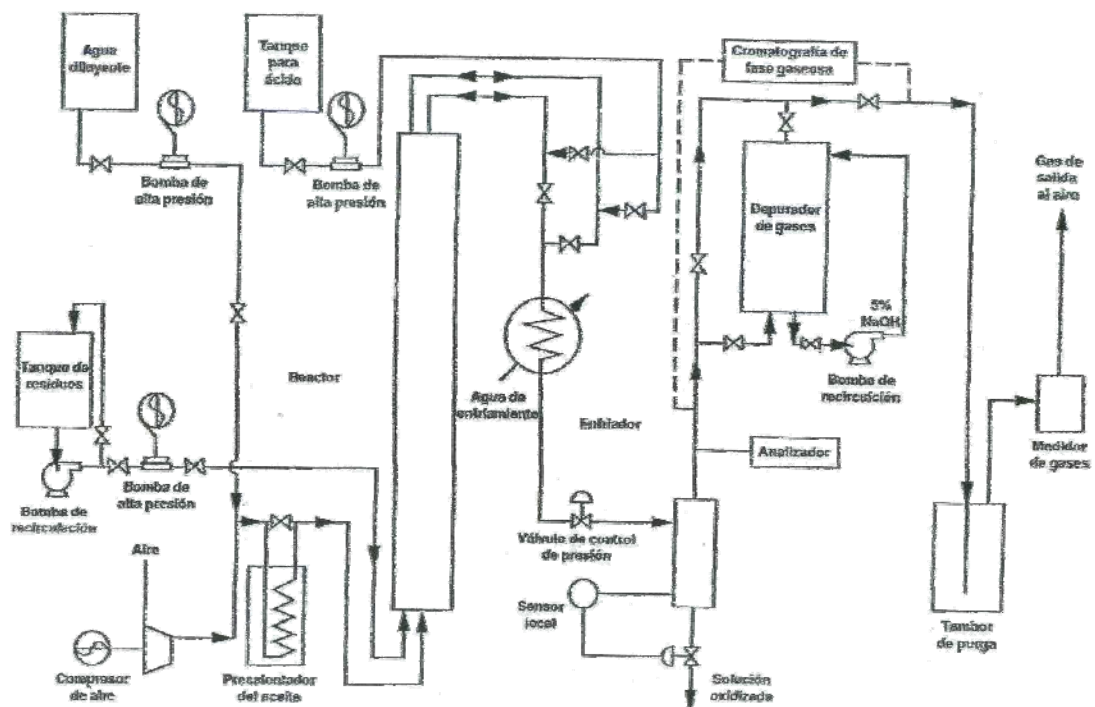 Agua
diluyente
Tanque
para
ácido
Bomba de
alta presión
Bomba de
alta presión
Cromatografía de
fase gaseosa
Gas de
salida
al aire
Depurador
de gases
5%
NaOH
Bomba de
recirculción
Tanque de
residuos
Reactor
Agua de
enfriamiento
Enfriador
Analizador
Medidor
de gases
Bomba de
recirculación
Bomba de
alta presión
Válvula de control
de presión
Aire
Sensor
local
Compresor
de aire
Precalentador
del aceite
Solución
oxidizada
Tambor
de purga